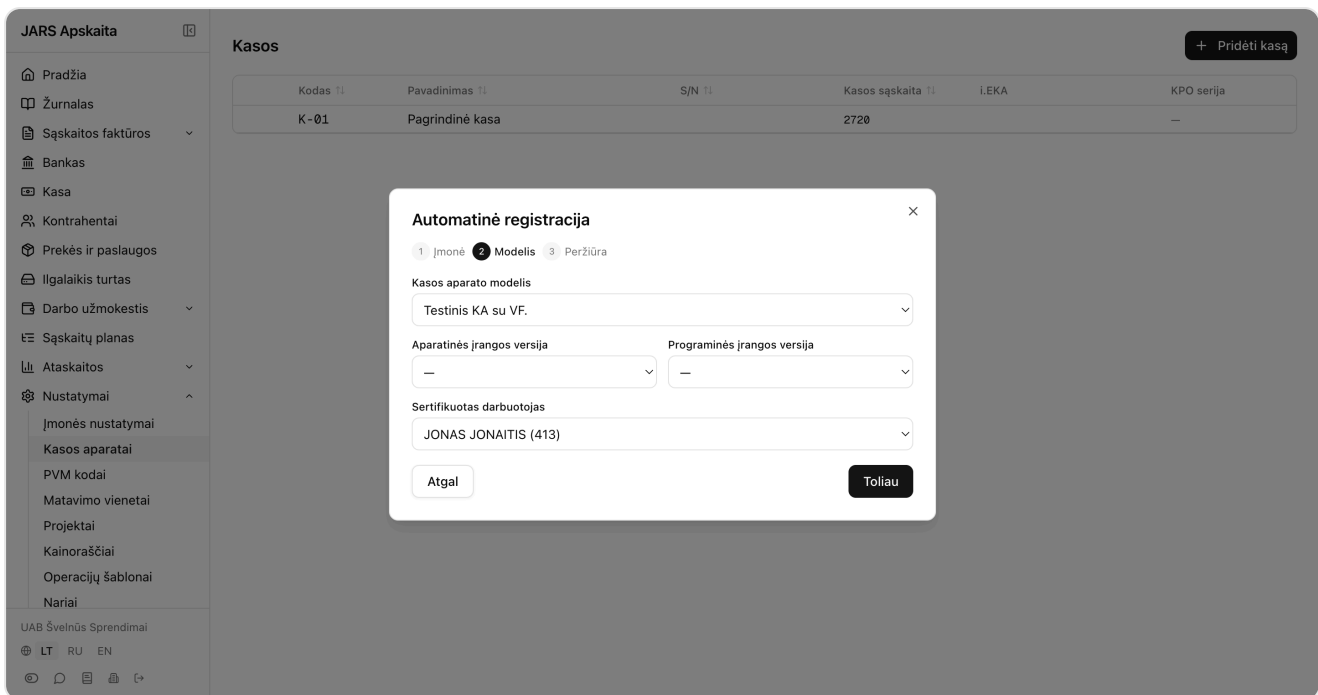 JARS Apskaita
Pradžia
Žurnalas
Sąskaitos faktūros
Bankas
Kasa
Kontrahentai
Prekės ir paslaugos
Ilgalaikis turtas
Darbo užmokestis
Sąskaitų planas
Ataskaitos
Nustatymai
Įmonės nustatymai
Kasos aparatai
PVM kodai
Matavimo vienetai
Projektai
Kainoraščiai
Operacijų šablonai
Nariai
UAB Švelnūs Sprendimai
LT RU EN
Kasos
+ Pridėti kasą
Kodas Pavadinimas S/N Kasos sąskaita i.EKA KPO serija
K-01 Pagrindinė kasa 2720 —
Automatinė registracija
1 Įmonė 2 Modelis 3 Peržiūra
Kasos aparato modelis
Testinis KA su VF.
Aparatinės įrangos versija Programinės įrangos versija
— —
Sertifikuotas darbuotojas
JONAS JONAITIS (413)
Atgal Toliau